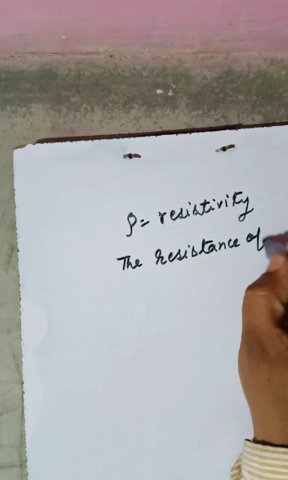 ρ = resistivity
The resistance of